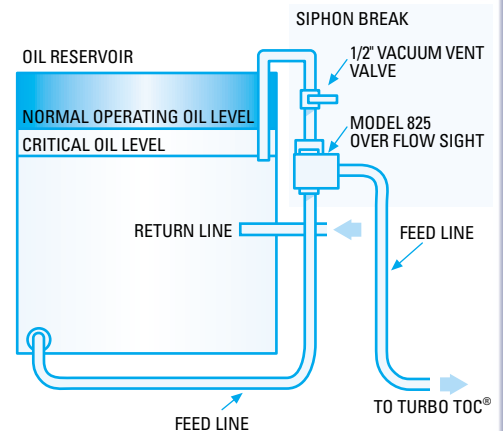 SIPHON BREAK
OIL RESERVOIR
1/2" VACUUM VENT
VALVE
NORMAL OPERATING OIL LEVEL
MODEL 825
OVER FLOW SIGHT
CRITICAL OIL LEVEL
RETURN LINE
FEED LINE
TO TURBO TOC®
FEED LINE